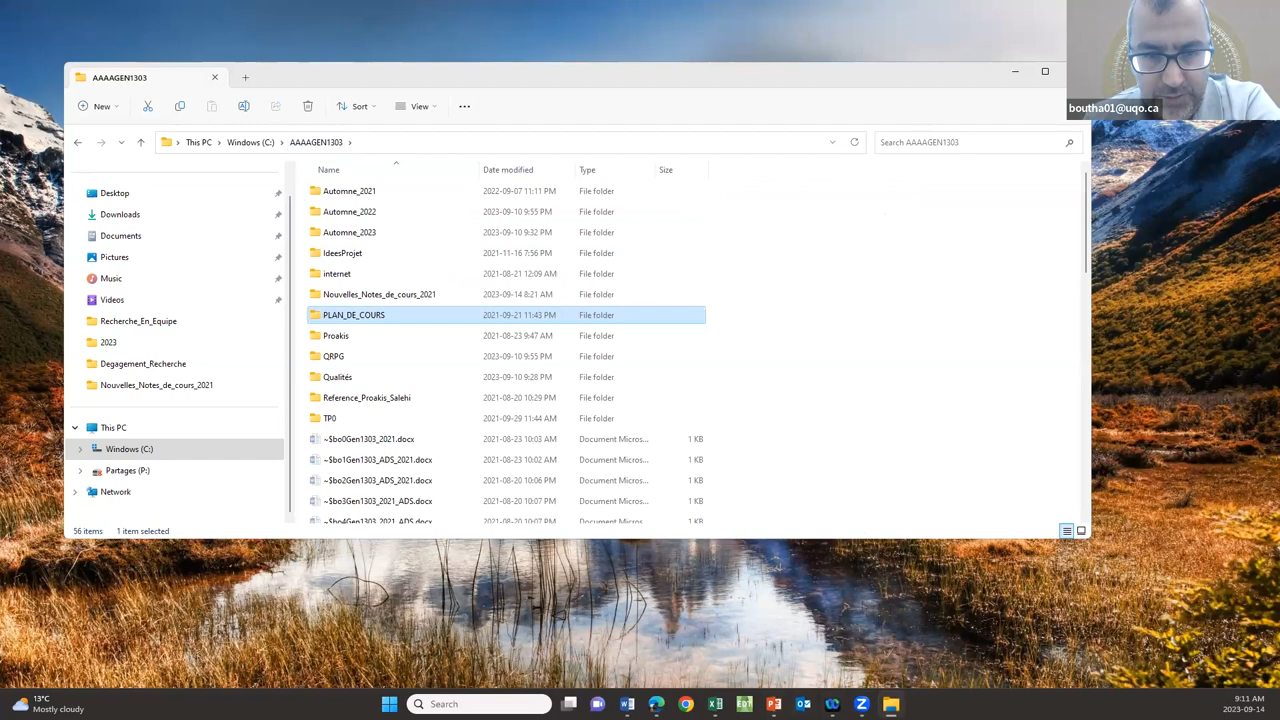 AAAAGEN1303
New
Sort
View
boutha01@uqo.ca
This PC
Windows (C:)
AAAAGEN1303
Search AAAAGEN1303
Name
Date modified
Type
Size
Desktop
Downloads
Documents
Pictures
Music
Videos
Recherche_En_Equipe
2023
Degagement_Recherche
Nouvelles_Notes_de_cours_2021
This PC
Windows (C:)
Partages (P:)
Network
Automne_2021 2022-09-07 11:11 PM File folder
Automne_2022 2023-09-10 9:55 PM File folder
Automne_2023 2023-09-10 9:32 PM File folder
IdeesProjet 2021-11-16 7:56 PM File folder
internet 2021-08-21 12:09 AM File folder
Nouvelles_Notes_de_cours_2021 2023-09-14 8:21 AM File folder
PLAN_DE_COURS 2021-09-21 11:43 PM File folder
Proakis 2021-08-23 9:47 AM File folder
QRPG 2023-09-10 9:55 PM File folder
Qualités 2023-09-10 9:28 PM File folder
Reference_Proakis_Salehi 2021-08-20 10:29 PM File folder
TP0 2021-09-29 11:44 AM File folder
~$bo0Gen1303_2021.docx 2021-08-23 10:03 AM Document Micros... 1 KB
~$bo1Gen1303_ADS_2021.docx 2021-08-23 10:02 AM Document Micros... 1 KB
~$bo2Gen1303_ADS_2021.docx 2021-08-20 10:06 PM Document Micros... 1 KB
~$bo3Gen1303_2021_ADS.docx 2021-08-20 10:07 PM Document Micros... 1 KB
~$bo4Gen1303_2021_ADS.docx 2021-08-20 10:07 PM Document Micros... 1 KB
56 items
1 item selected
13°C
Mostly cloudy
Search
EDT
9:11 AM
2023-09-14